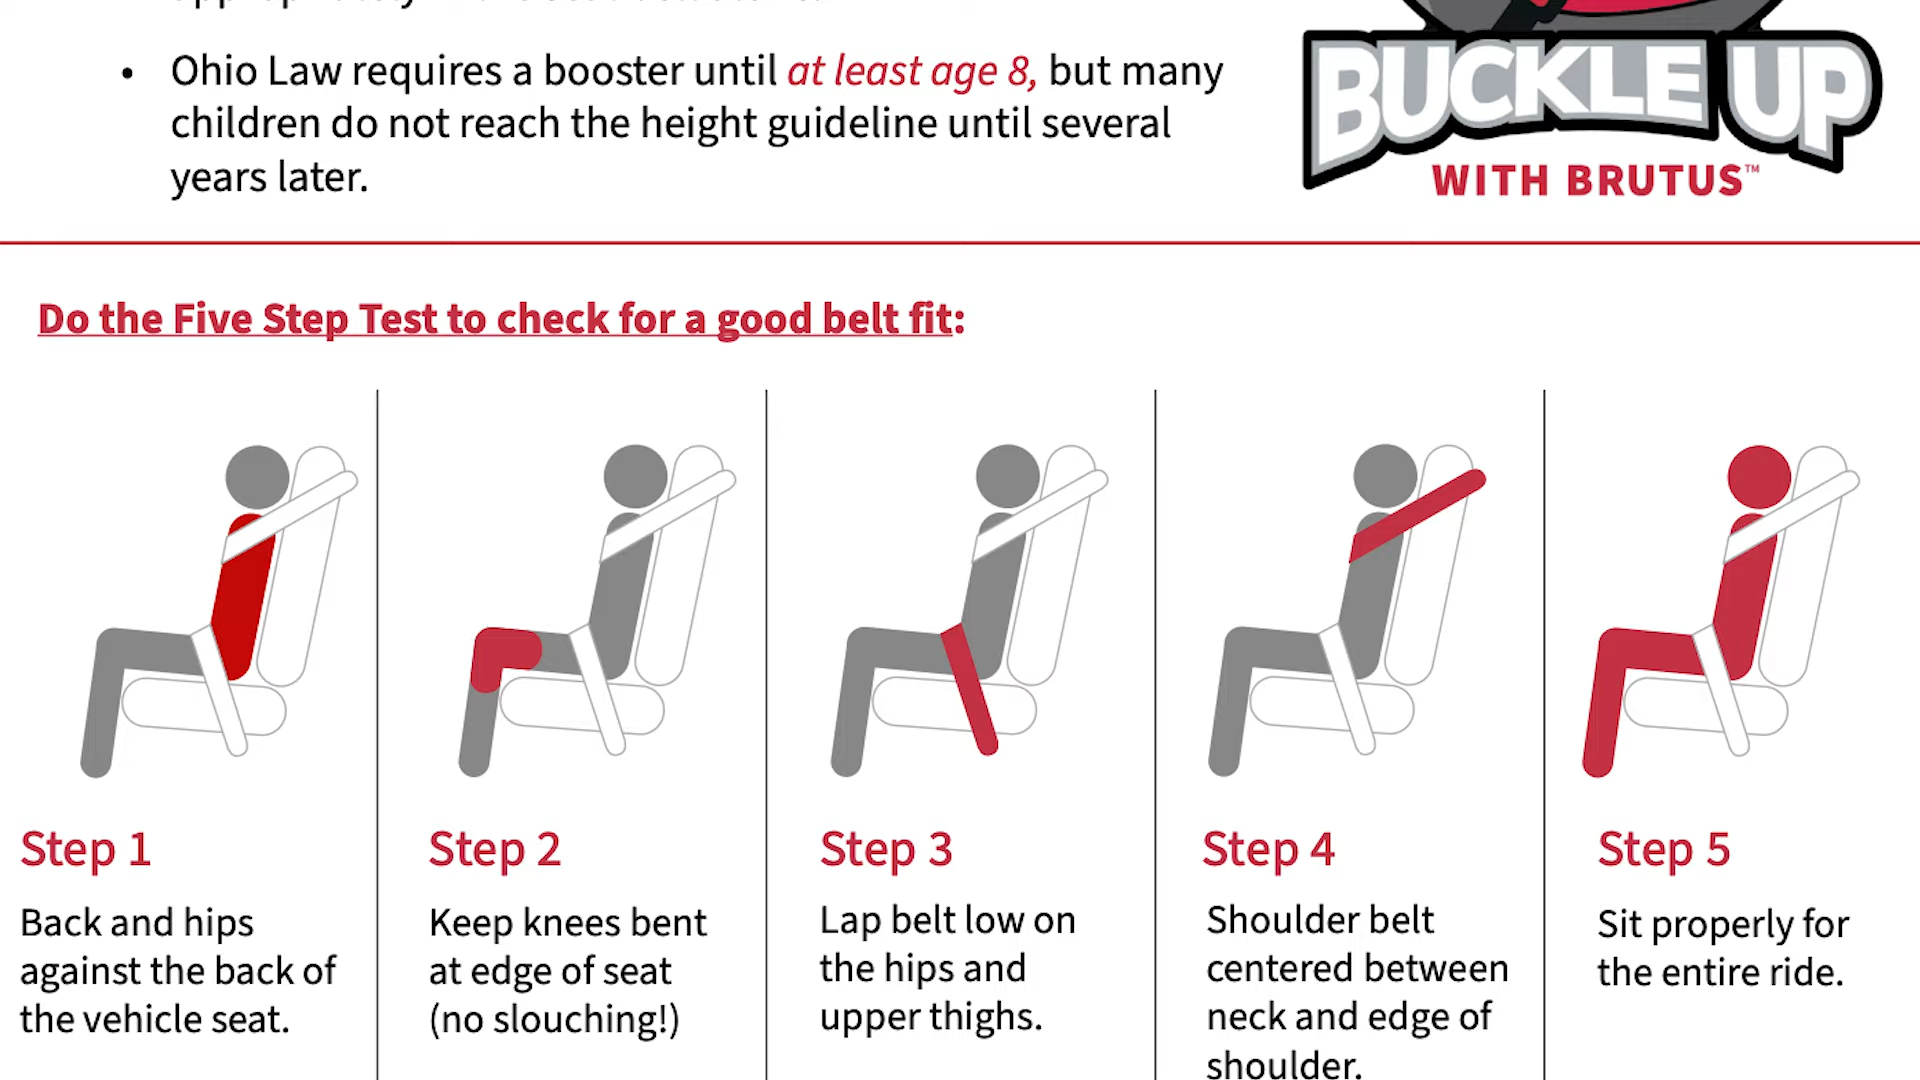 • Ohio Law requires a booster until at least age 8, but many
children do not reach the height guideline until several
years later.
BUCKLE UP
WITH BRUTUS™
Do the Five Step Test to check for a good belt fit:
Step 1
Back and hips
against the back of
the vehicle seat.
Step 2
Keep knees bent
at edge of seat
(no slouching!)
Step 3
Lap belt low on
the hips and
upper thighs.
Step 4
Shoulder belt
centered between
neck and edge of
shoulder.
Step 5
Sit properly for
the entire ride.